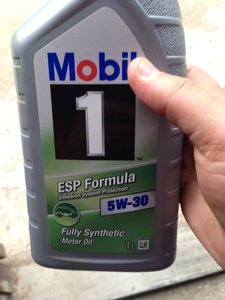 Mobil
1
ESP Formula
Emission System Protection
5W-30
Fully Synthetic
Motor Oil
1L